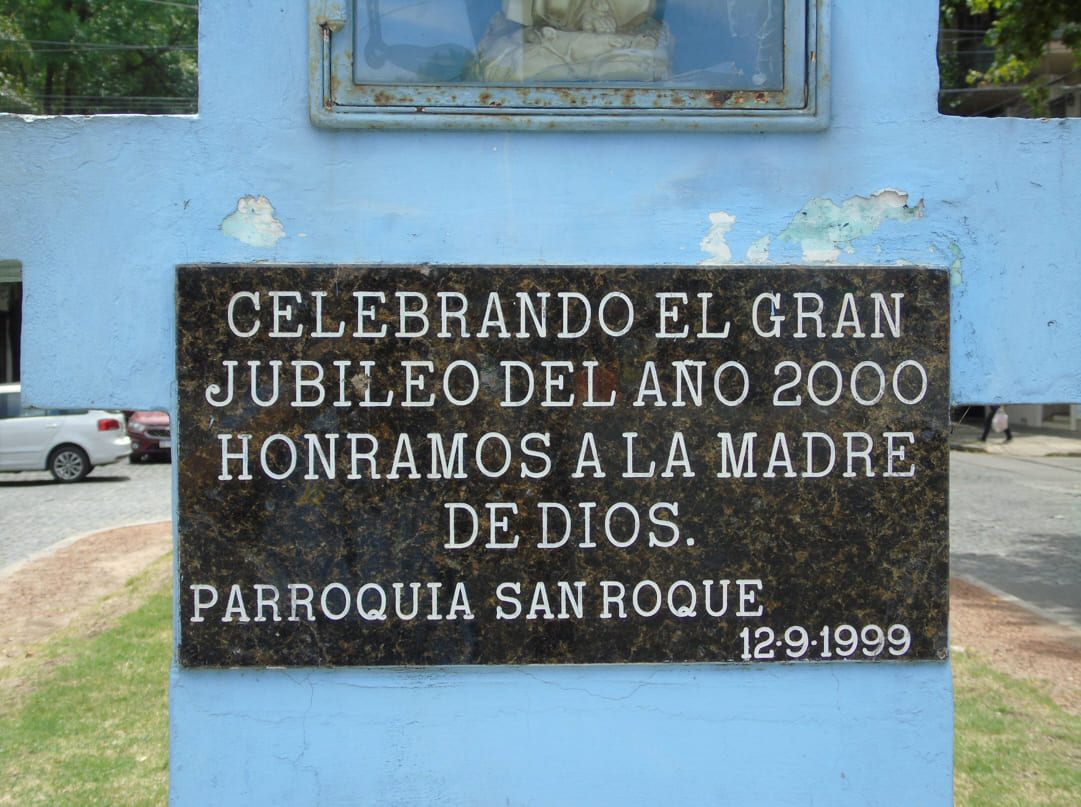 CELEBRANDO EL GRAN
JUBILEO DEL AÑO 2000
HONRAMOS A LA MADRE
DE DIOS.
PARROQUIA SAN ROQUE
12·9·1999